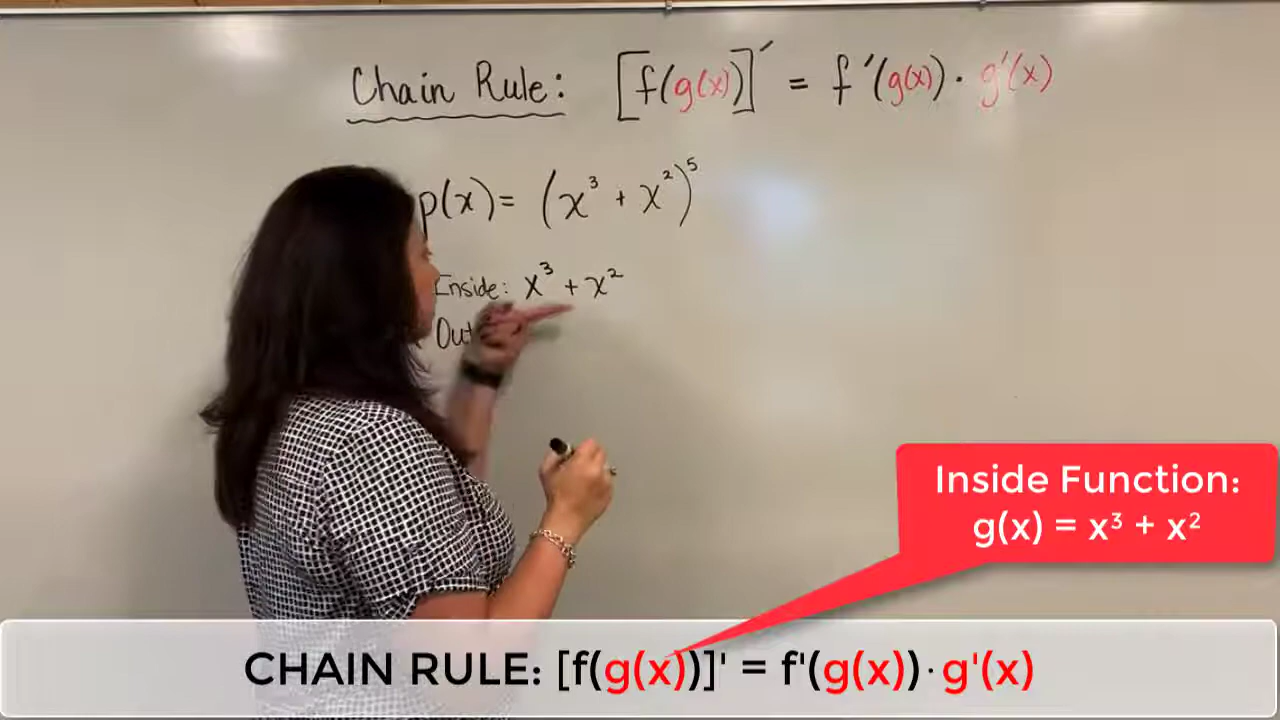 Chain Rule: [f(g(x))]′ = f′(g(x)) · g′(x)
p(x) = (x³ + x²)⁵
Inside: x³ + x²
Inside Function:
g(x) = x³ + x²
CHAIN RULE: [f(g(x))]' = f'(g(x)) · g'(x)